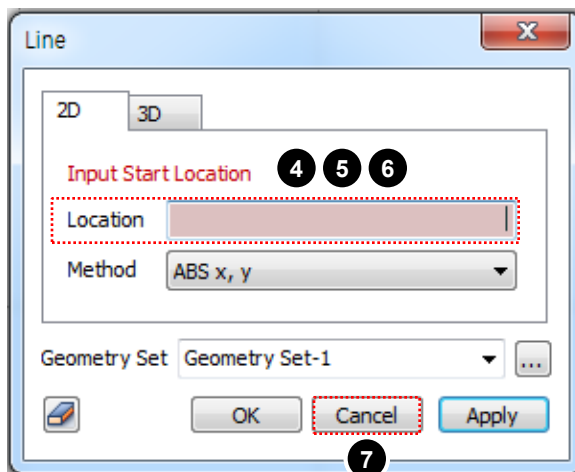 Line
2D 3D
Input Start Location 4 5 6
Location
Method ABS x, y
Geometry Set Geometry Set-1 ...
OK Cancel Apply
7